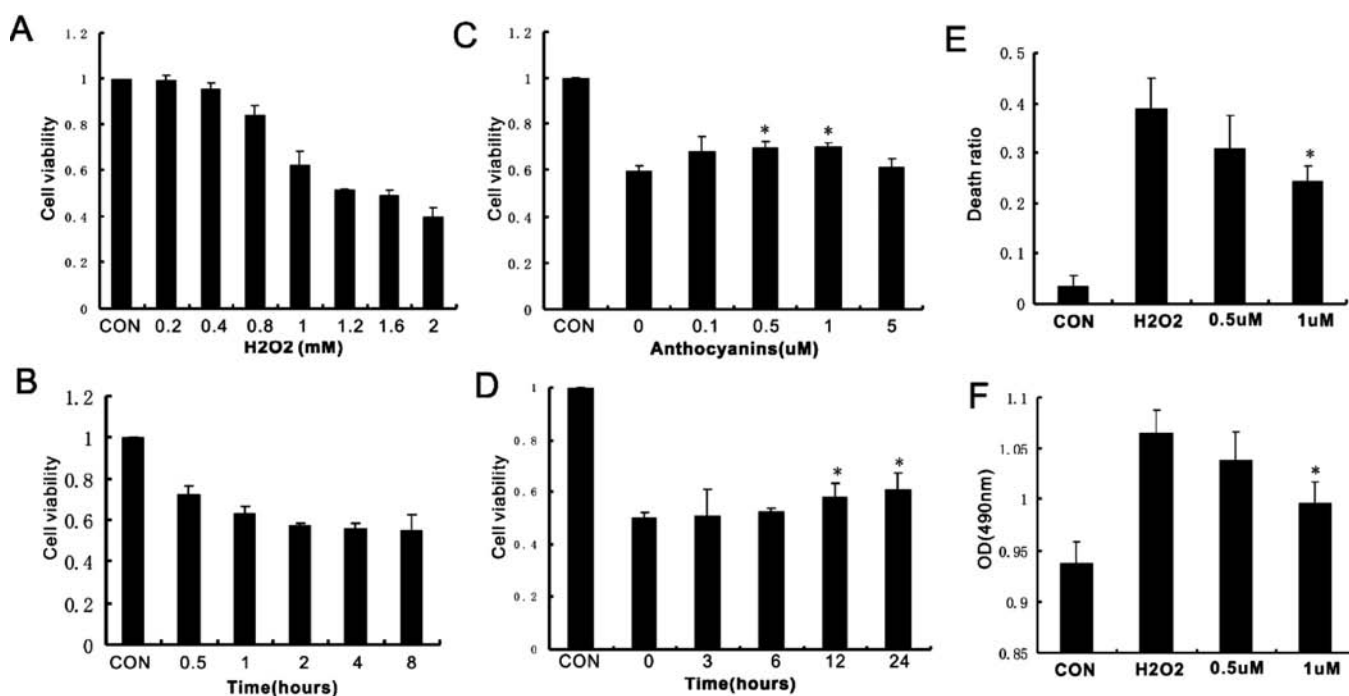 A
Cell viability
1.2
1
0.8
0.6
0.4
0.2
0
CON 0.2 0.4 0.8 1 1.2 1.6 2
H2O2 (mM)
B
Cell viability
1.2
1
0.8
0.6
0.4
0.2
0
CON 0.5 1 2 4 8
Time(hours)
C
Cell viability
1.2
1
0.8
0.6
0.4
0.2
0
* *
CON 0 0.1 0.5 1 5
Anthocyanins(uM)
D
Cell viability
1
0.8
0.6
0.4
0.2
0
* *
CON 0 3 6 12 24
Time(hours)
E
Death ratio
0.5
0.4
0.3
0.2
0.1
0
*
CON H2O2 0.5uM 1uM
F
OD(490nm)
1.1
1.05
1
0.95
0.9
0.85
*
CON H2O2 0.5uM 1uM